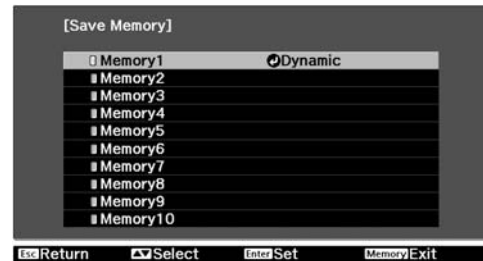 [Save Memory]
Memory1 Dynamic
Memory2
Memory3
Memory4
Memory5
Memory6
Memory7
Memory8
Memory9
Memory10
Esc Return Select Enter Set Memory Exit